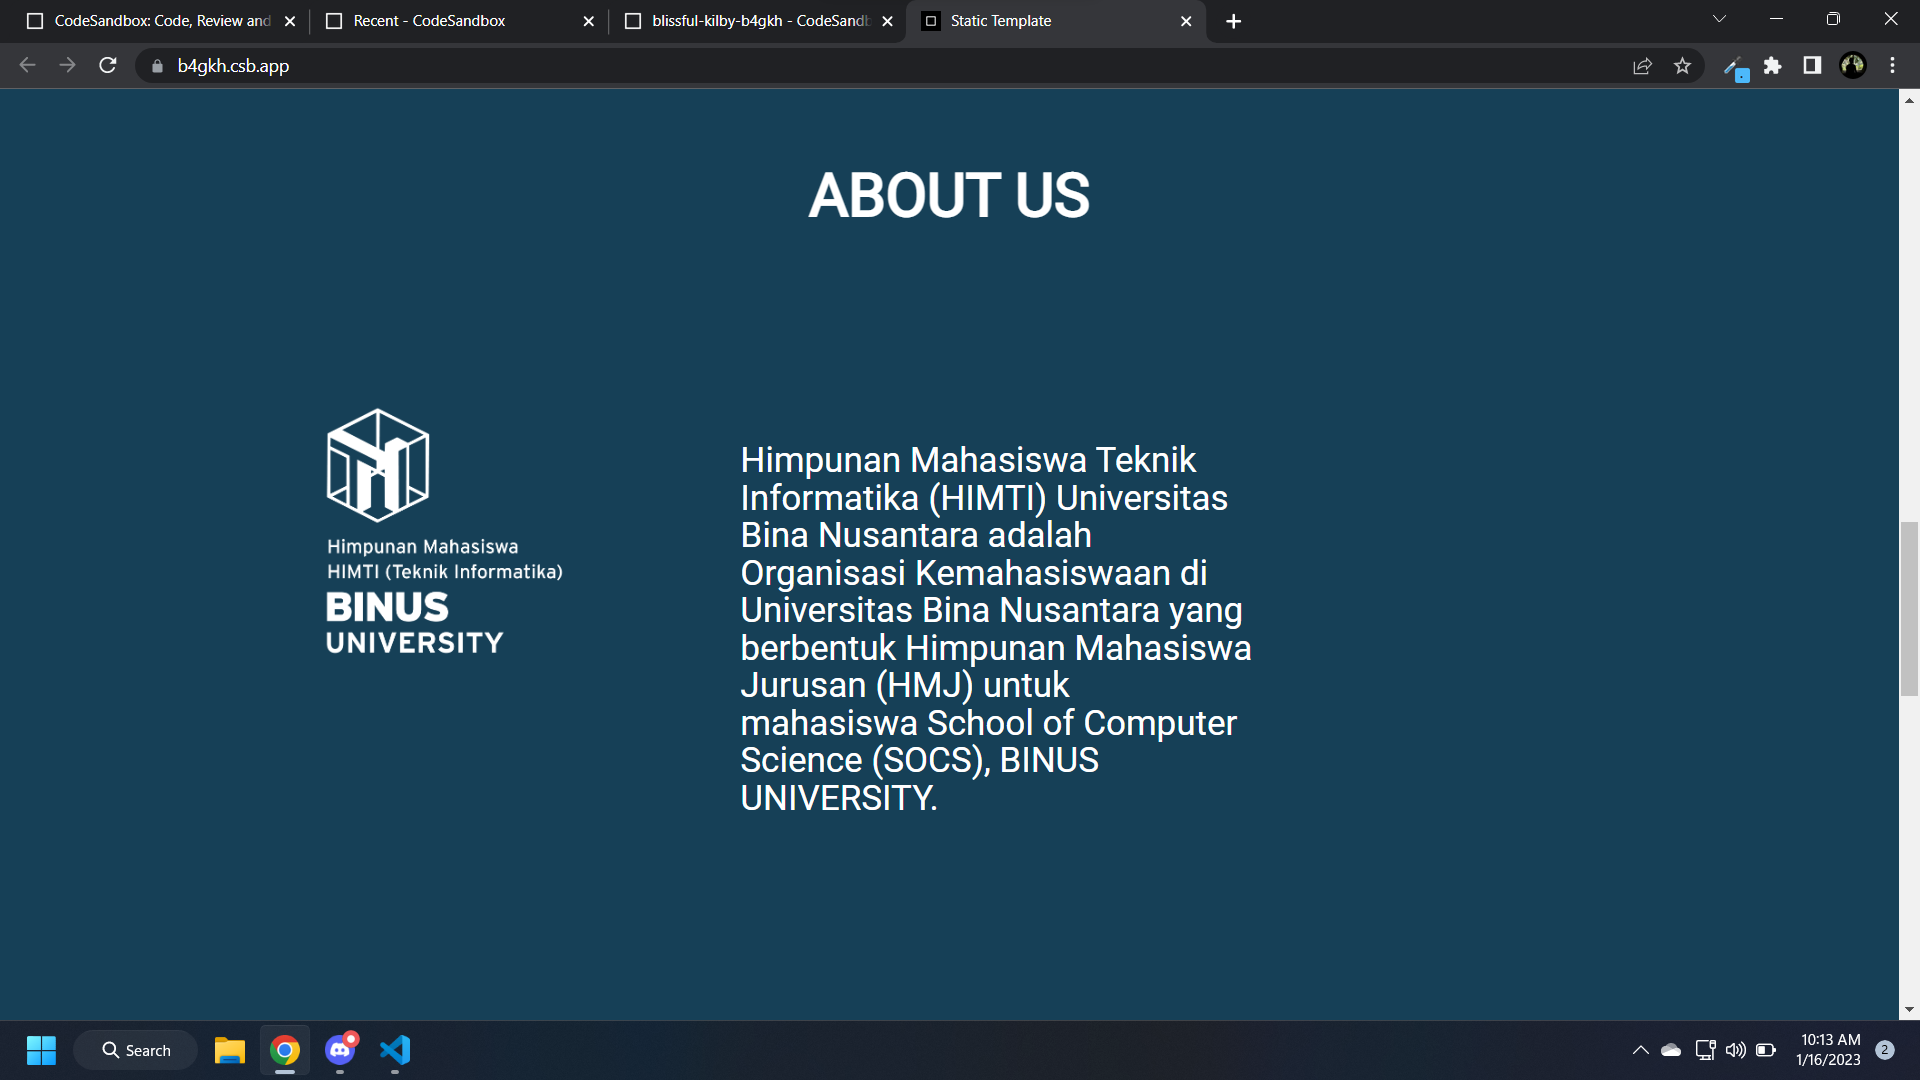 CodeSandbox: Code, Review and
Recent - CodeSandbox
blissful-kilby-b4gkh - CodeSandb
Static Template
b4gkh.csb.app
ABOUT US
Himpunan Mahasiswa
HIMTI (Teknik Informatika)
BINUS
UNIVERSITY
Himpunan Mahasiswa Teknik
Informatika (HIMTI) Universitas
Bina Nusantara adalah
Organisasi Kemahasiswaan di
Universitas Bina Nusantara yang
berbentuk Himpunan Mahasiswa
Jurusan (HMJ) untuk
mahasiswa School of Computer
Science (SOCS), BINUS
UNIVERSITY.
Search
10:13 AM
1/16/2023
2